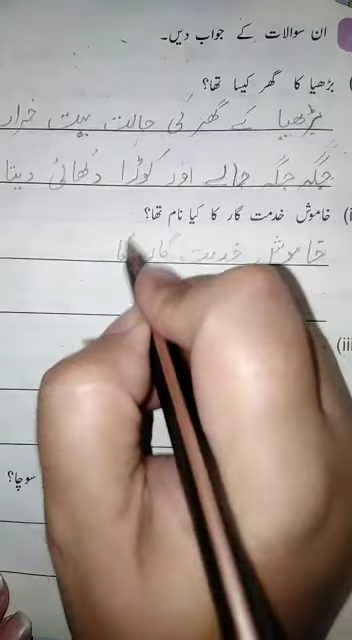 ان سوالات کے جواب دیں۔
بڑھیا کا گھر کیسا تھا؟
بڑھیا کے گھر کی حالت بہت خراب
جگہ جگہ جالے اور کوڑا دکھائی دیتا
(i خاموش خدمت گار کا کیا نام تھا؟
خاموش خدمت گار کا
(iii
سوچا؟